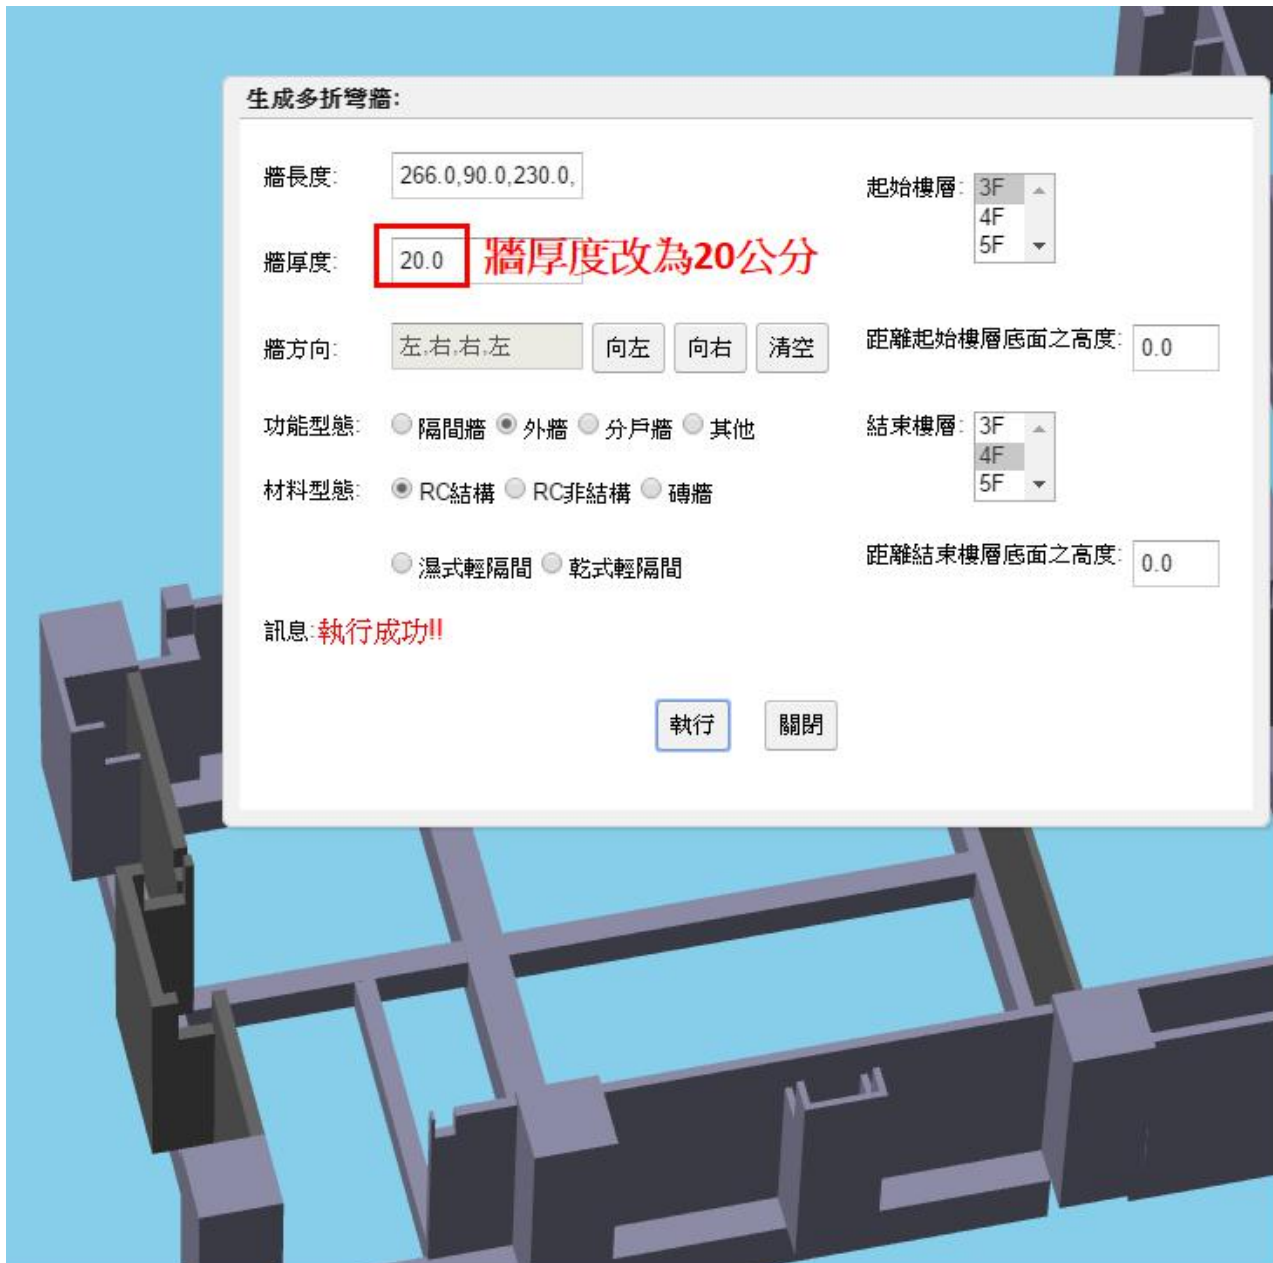 生成多折彎牆:
牆長度: 266.0,90.0,230.0,
起始樓層: 3F
4F
5F
牆厚度: 20.0 牆厚度改為20公分
牆方向: 左,右,右,左 向左 向右 清空
距離起始樓層底面之高度: 0.0
功能型態: 隔間牆 外牆 分戶牆 其他
結束樓層: 3F
4F
5F
材料型態: RC結構 RC非結構 磚牆
濕式輕隔間 乾式輕隔間
距離結束樓層底面之高度: 0.0
訊息:執行成功!!
執行 關閉